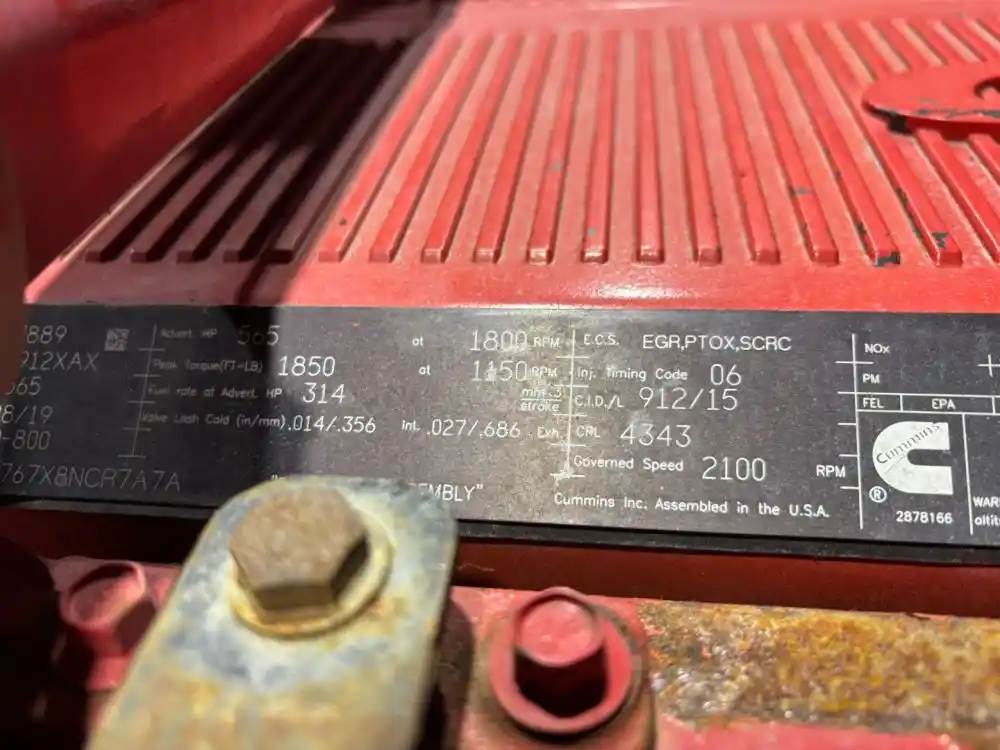 889 Advert. HP 565 at 1800 RPM E.C.S. EGR,PTOX,SCRC NOx
912XAX Peak Torque(FT-LB) 1850 at 1150 RPM Inj. Timing Code 06 PM
565 Fuel rate at Advert. HP 314 mm3 stroke C.I.D./L 912/15 FEL EPA
8/19 Valve Lash Cold (in/mm) .014/.356 Int. .027/.686 Exh. CRL 4343
-800 Governed Speed 2100 RPM Cummins
767X8NCR7A7A EMBLY" Cummins Inc. Assembled in the U.S.A. ® 2878166 WAR
altit